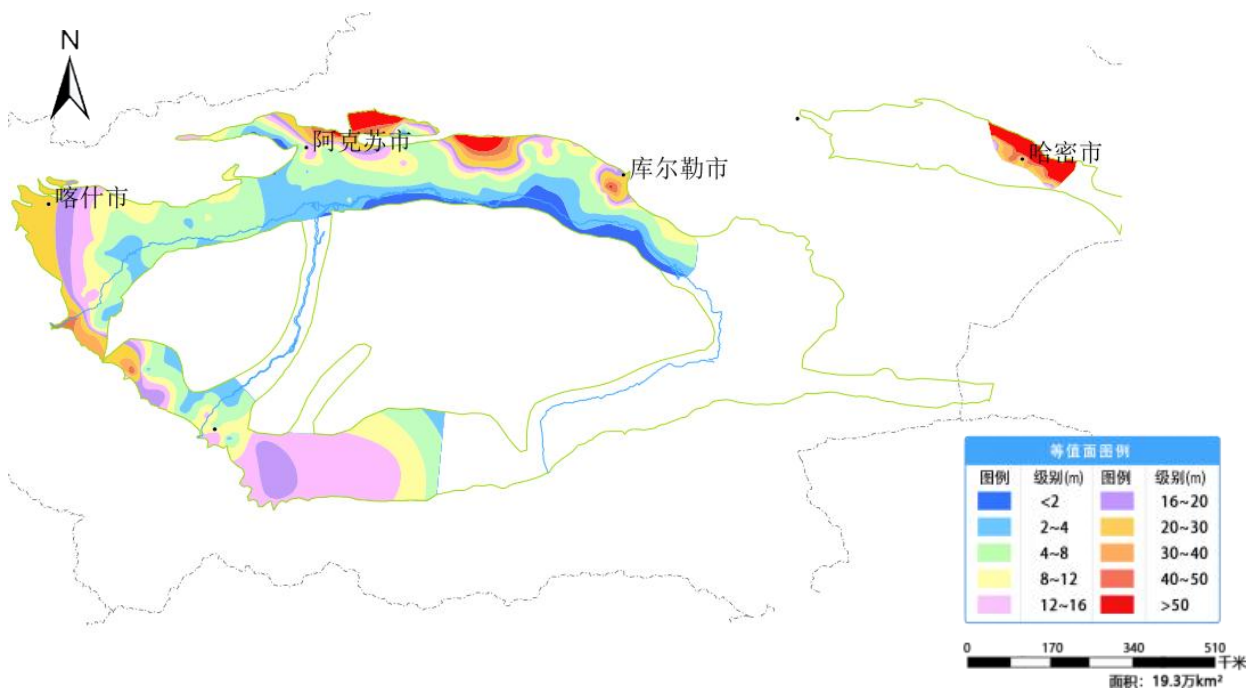 N
阿克苏市
哈密市
库尔勒市
喀什市
等值面图例
图例 级别(m) 图例 级别(m)
<2 16~20
2~4 20~30
4~8 30~40
8~12 40~50
12~16 >50
0 170 340 510 千米
面积：19.3万km²